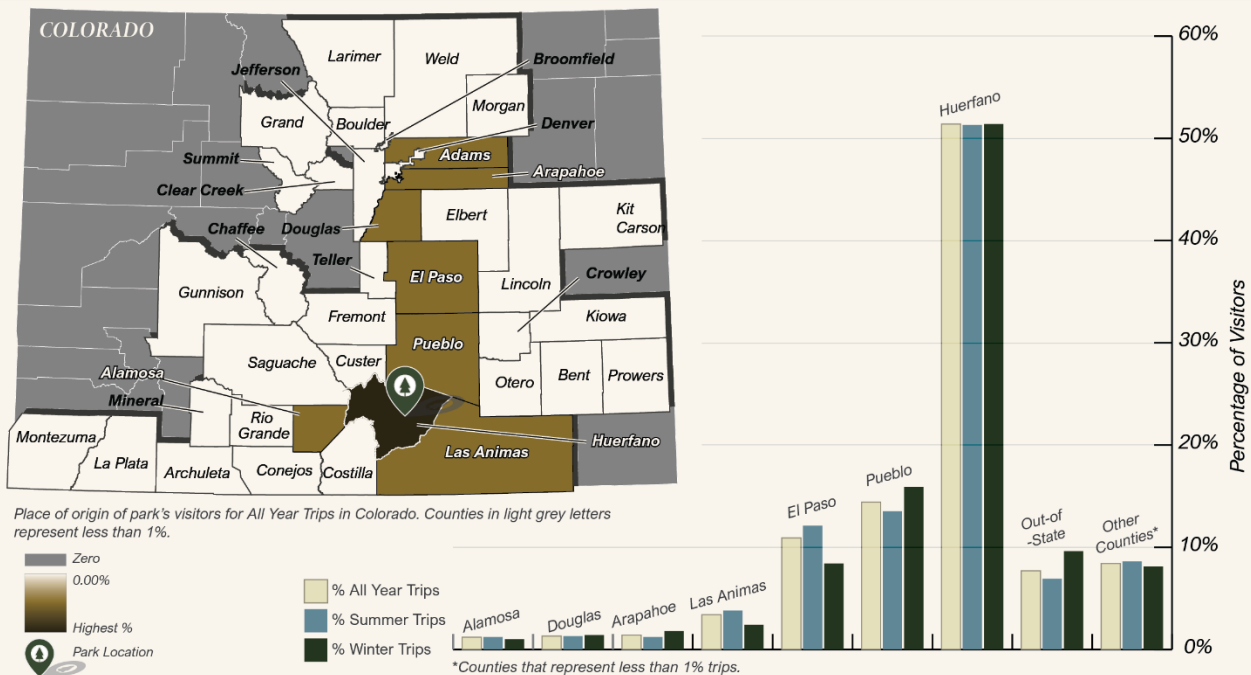 COLORADO
Larimer
Weld
Broomfield
Jefferson
Morgan
Grand
Boulder
Denver
Summit
Adams
Clear Creek
Arapahoe
Chaffee
Douglas
Elbert
Kit
Carson
Teller
El Paso
Crowley
Gunnison
Lincoln
Fremont
Kiowa
Pueblo
Saguache
Custer
Alamosa
Otero
Bent
Prowers
Mineral
Rio
Grande
Montezuma
Huerfano
La Plata
Archuleta
Conejos
Costilla
Las Animas
Place of origin of park's visitors for All Year Trips in Colorado. Counties in light grey letters
represent less than 1%.
Zero
0.00%
Highest %
Park Location
% All Year Trips
% Summer Trips
% Winter Trips
Alamosa
Douglas
Arapahoe
Las Animas
El Paso
Pueblo
Huerfano
Out-of
-State
Other
Counties*
60%
50%
40%
30%
20%
10%
0%
Percentage of Visitors
*Counties that represent less than 1% trips.